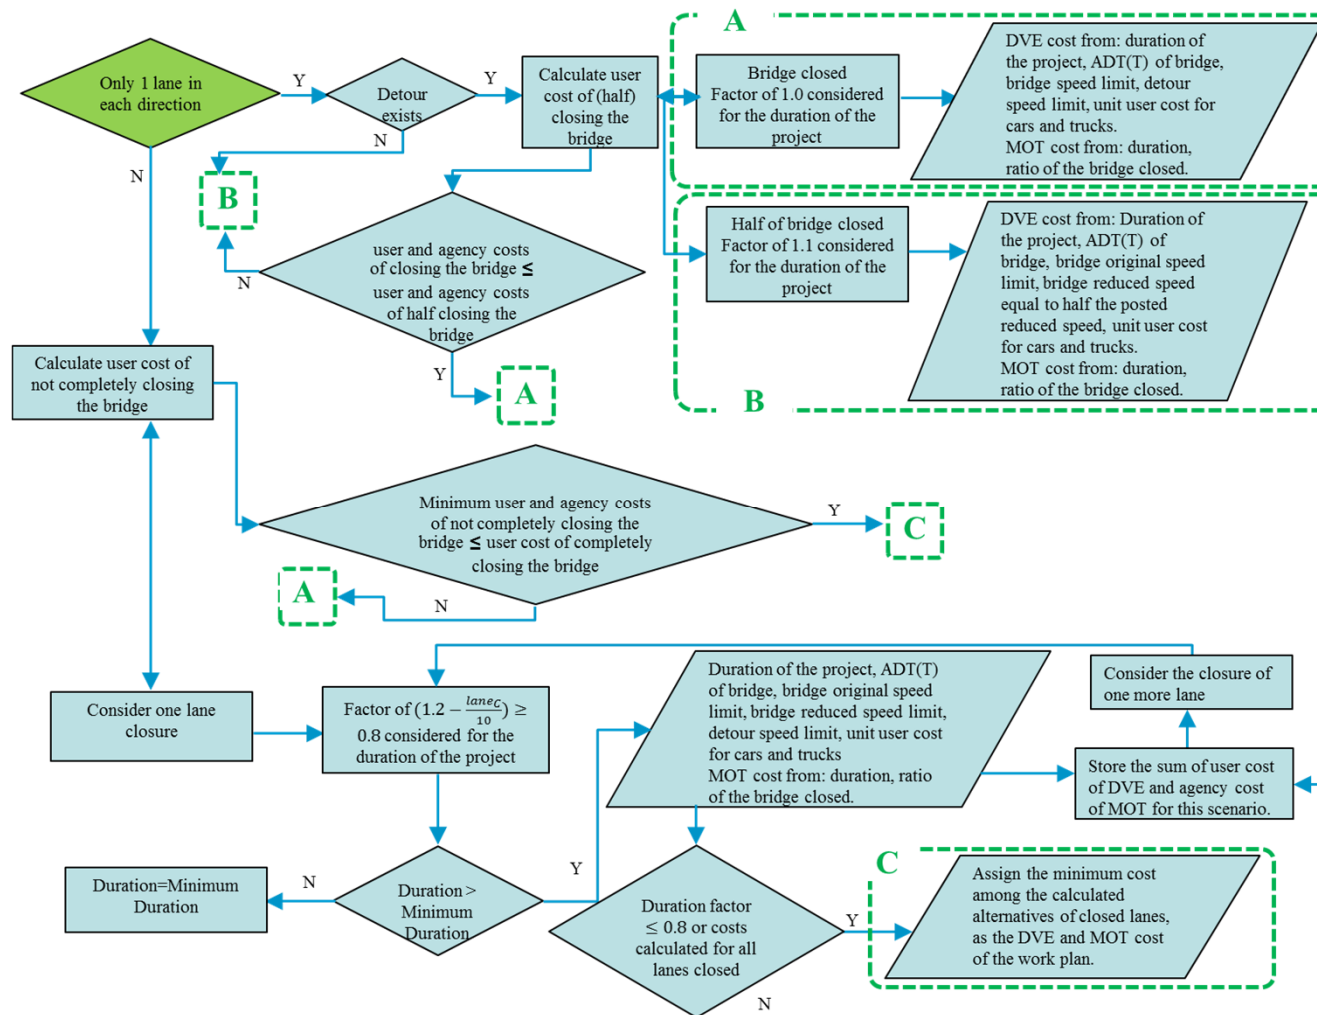 Only 1 lane in
each direction
Y
N
Detour
exists
Y
N
Calculate user
cost of (half)
closing the
bridge
A
Bridge closed
Factor of 1.0 considered
for the duration of the
project
DVE cost from: duration of
the project, ADT(T) of bridge,
bridge speed limit, detour
speed limit, unit user cost for
cars and trucks.
MOT cost from: duration,
ratio of the bridge closed.
B
Half of bridge closed
Factor of 1.1 considered
for the duration of the
project
DVE cost from: Duration of
the project, ADT(T) of
bridge, bridge original speed
limit, bridge reduced speed
equal to half the posted
reduced speed, unit user cost
for cars and trucks.
MOT cost from: duration,
ratio of the bridge closed.
B
user and agency costs
of closing the bridge ≤
user and agency costs
of half closing the
bridge
N
Y
A
Calculate user cost of
not completely closing
the bridge
Minimum user and agency costs
of not completely closing the
bridge ≤ user cost of completely
closing the bridge
Y
C
N
A
Consider one lane
closure
Factor of (1.2 − lane_C/10) ≥
0.8 considered for the
duration of the project
Duration of the project, ADT(T)
of bridge, bridge original speed
limit, bridge reduced speed limit,
detour speed limit, unit user cost
for cars and trucks
MOT cost from: duration, ratio
of the bridge closed.
Consider the closure of
one more lane
Store the sum of user cost
of DVE and agency cost
of MOT for this scenario.
Duration=Minimum
Duration
N
Duration >
Minimum
Duration
Y
Duration factor
≤ 0.8 or costs
calculated for all
lanes closed
Y
N
C
Assign the minimum cost
among the calculated
alternatives of closed lanes,
as the DVE and MOT cost
of the work plan.